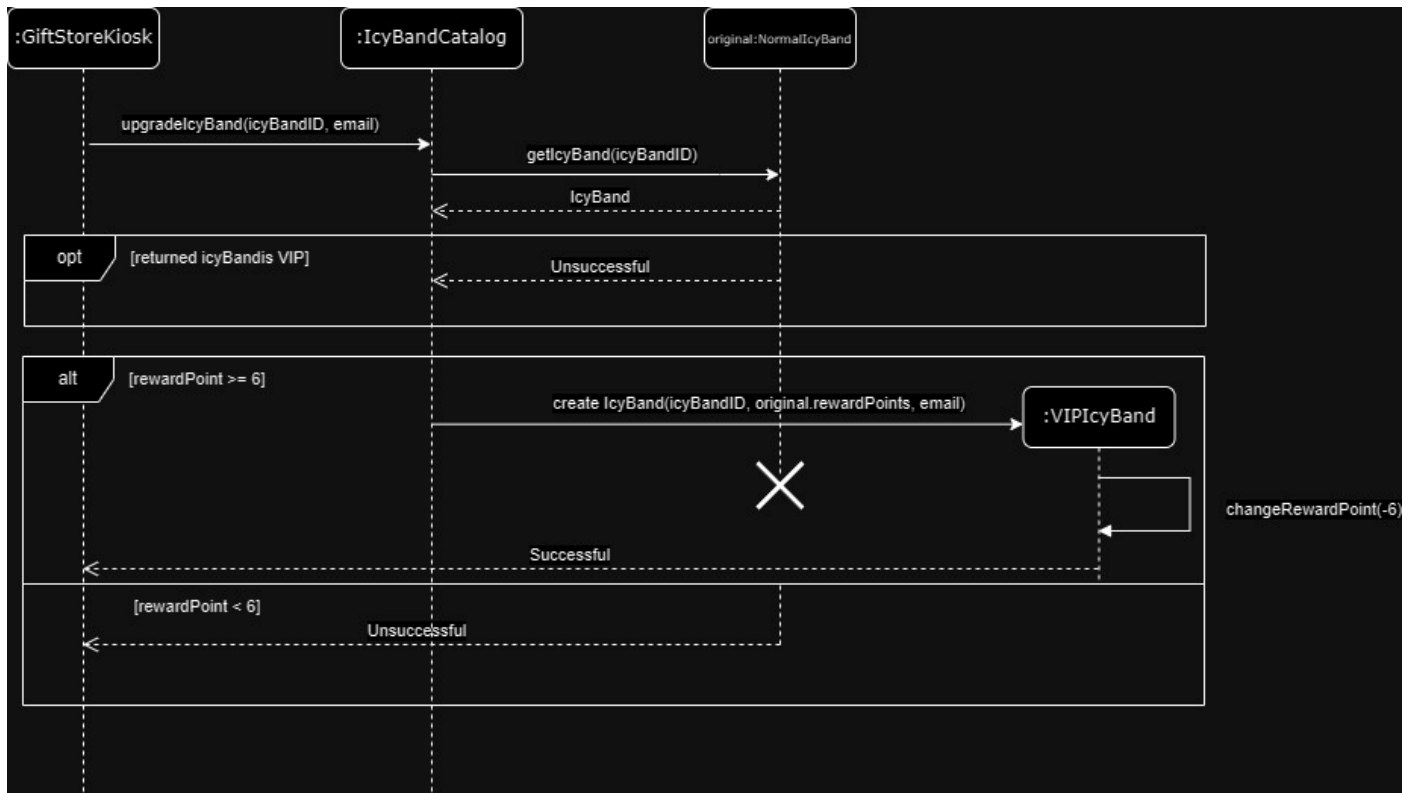 :GiftStoreKiosk
:IcyBandCatalog
original:NormalIcyBand
upgradeIcyBand(icyBandID, email)
getIcyBand(icyBandID)
IcyBand
opt
[returned icyBandis VIP]
Unsuccessful
alt
[rewardPoint >= 6]
create IcyBand(icyBandID, original.rewardPoints, email)
:VIPIcyBand
changeRewardPoint(-6)
Successful
[rewardPoint < 6]
Unsuccessful